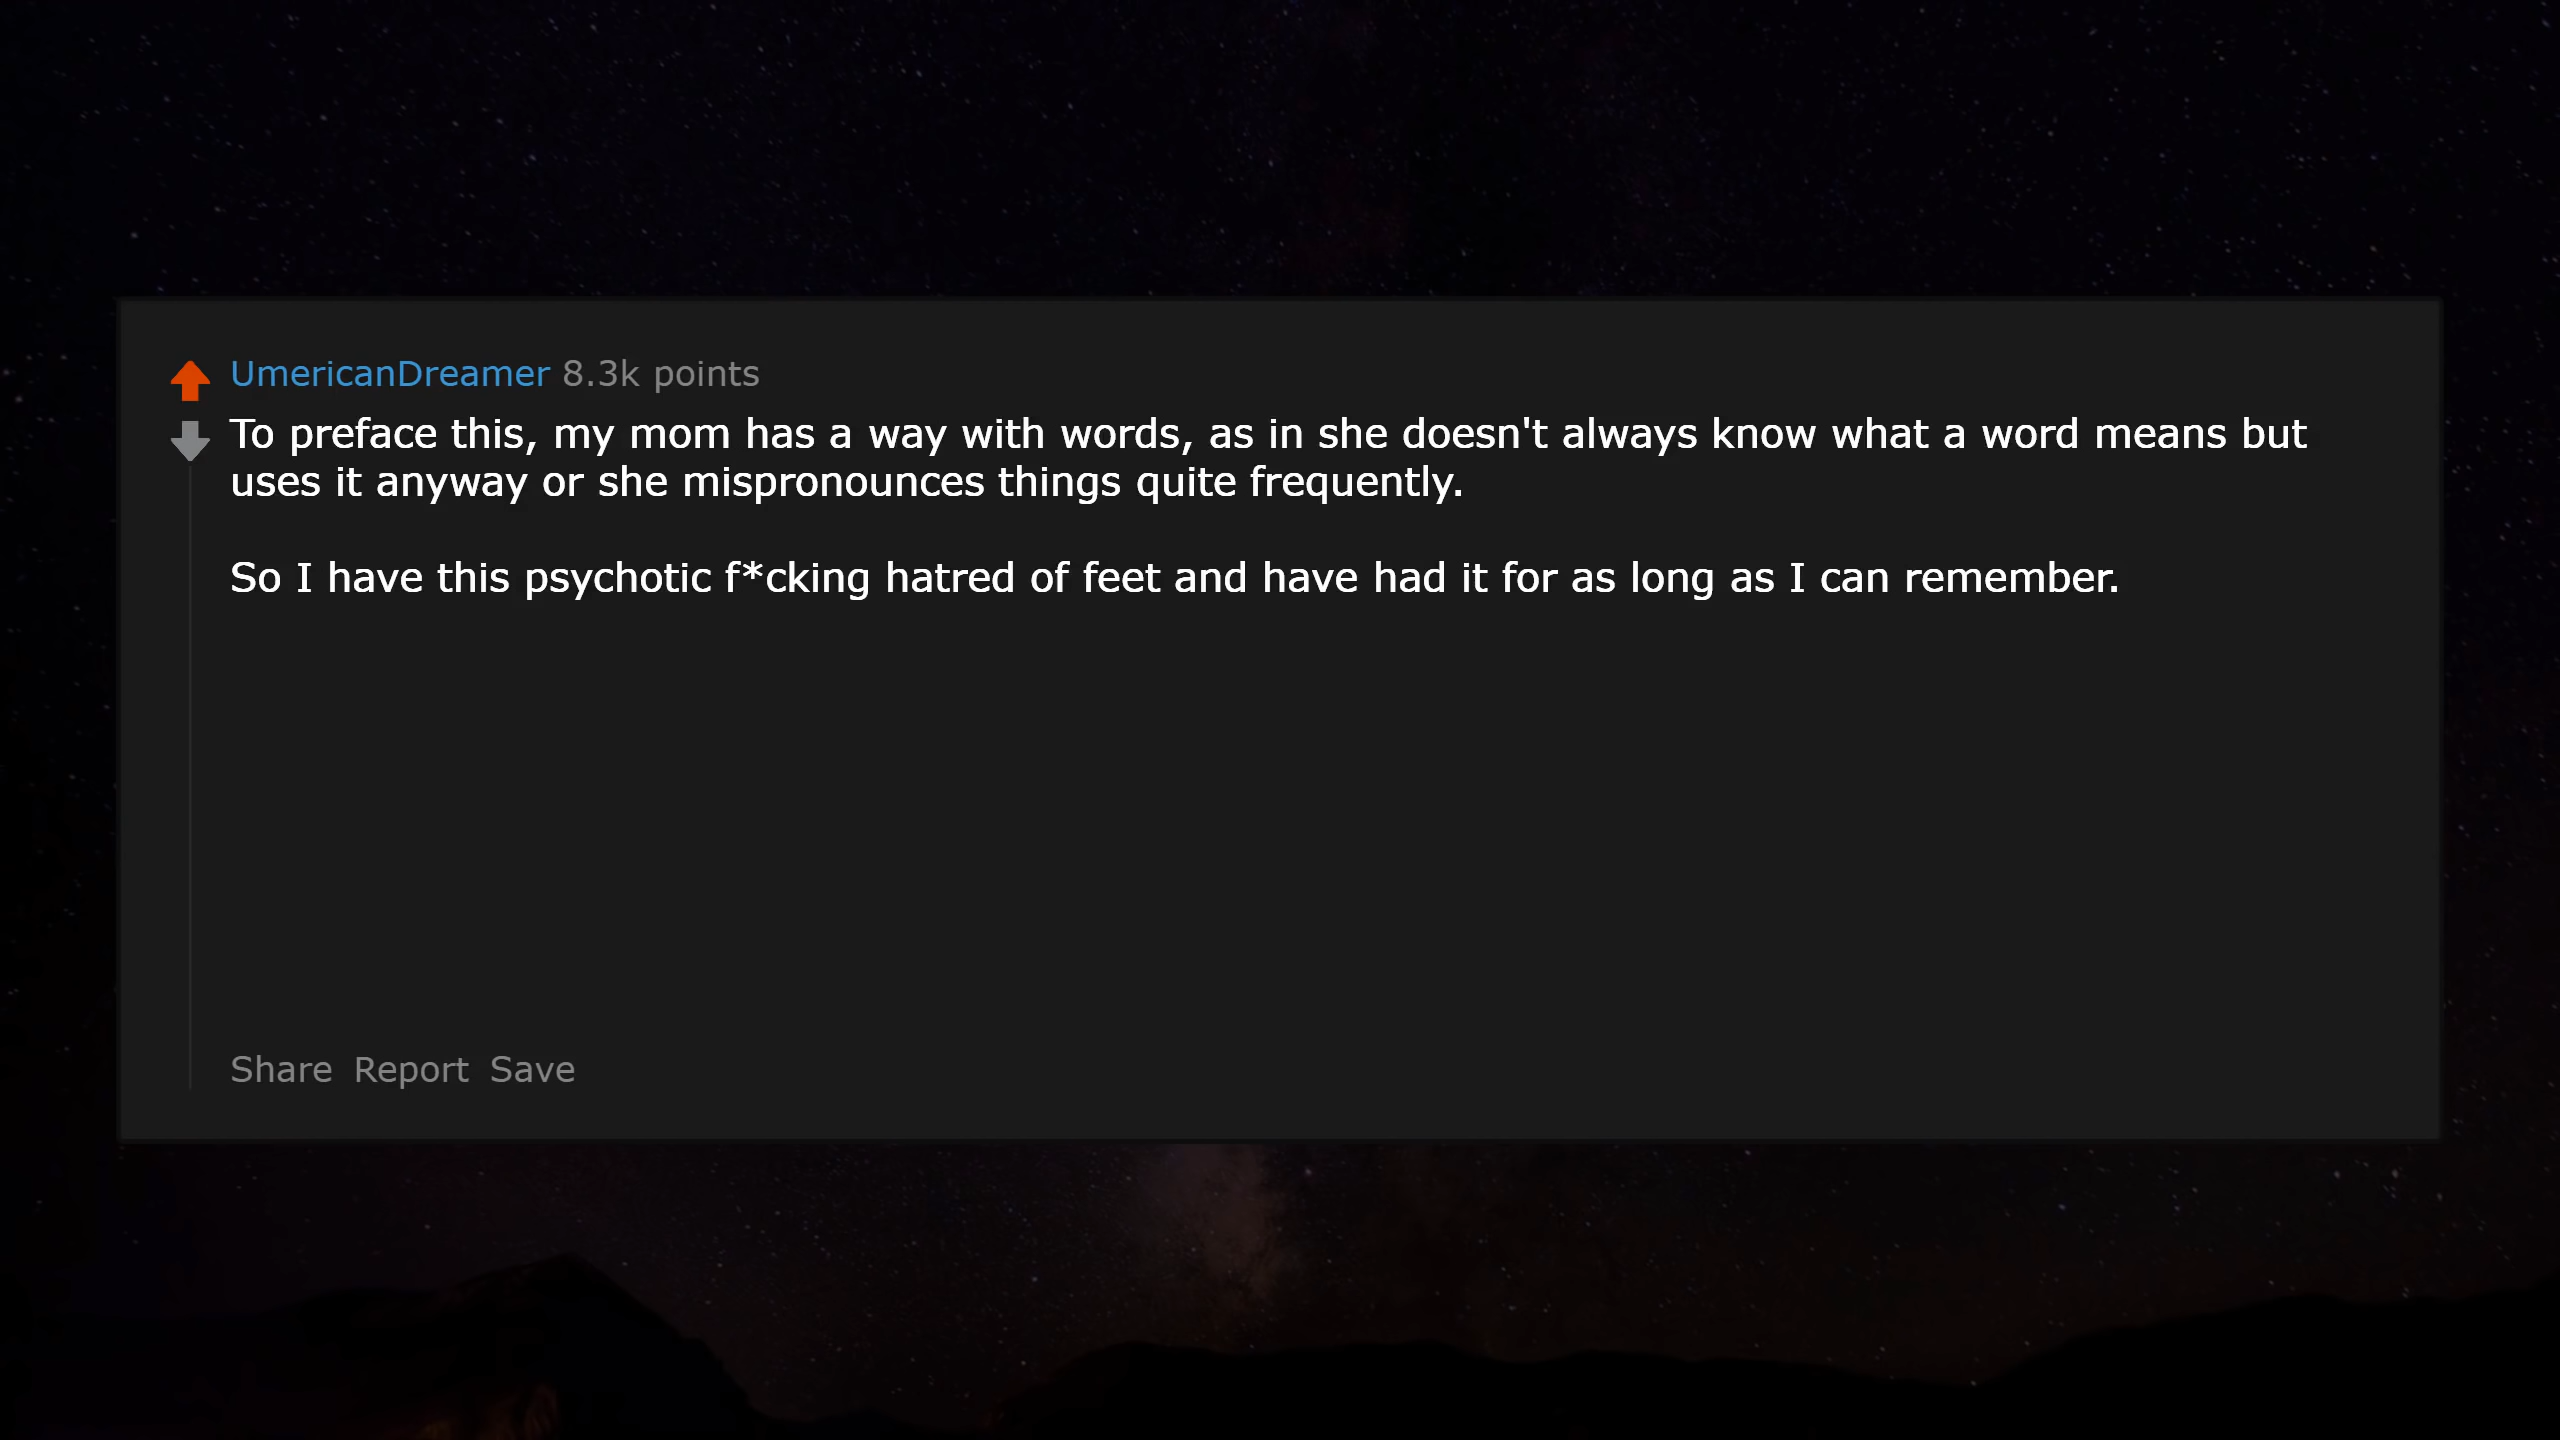 UmericanDreamer 8.3k points
To preface this, my mom has a way with words, as in she doesn't always know what a word means but
uses it anyway or she mispronounces things quite frequently.
So I have this psychotic f*cking hatred of feet and have had it for as long as I can remember.
Share Report Save